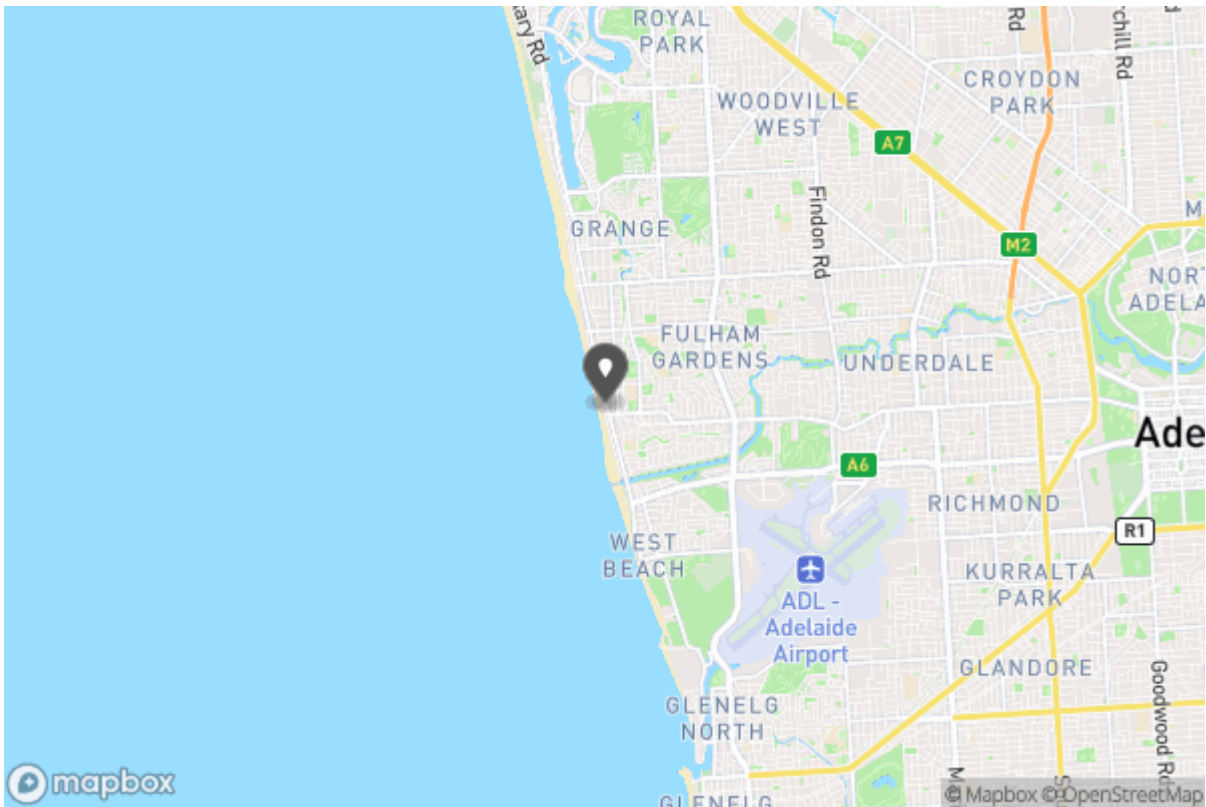 ROYAL
PARK
Rd
CROYDON
PARK
WOODVILLE
WEST
A7
Findon Rd
GRANGE
M2
FULHAM
GARDENS
UNDERDALE
A6
RICHMOND
R1
WEST
BEACH
KURRALTA
PARK
ADL -
Adelaide
Airport
GLANDORE
Goodwood Rd
GLENELG
NORTH
mapbox
© Mapbox © OpenStreetMap